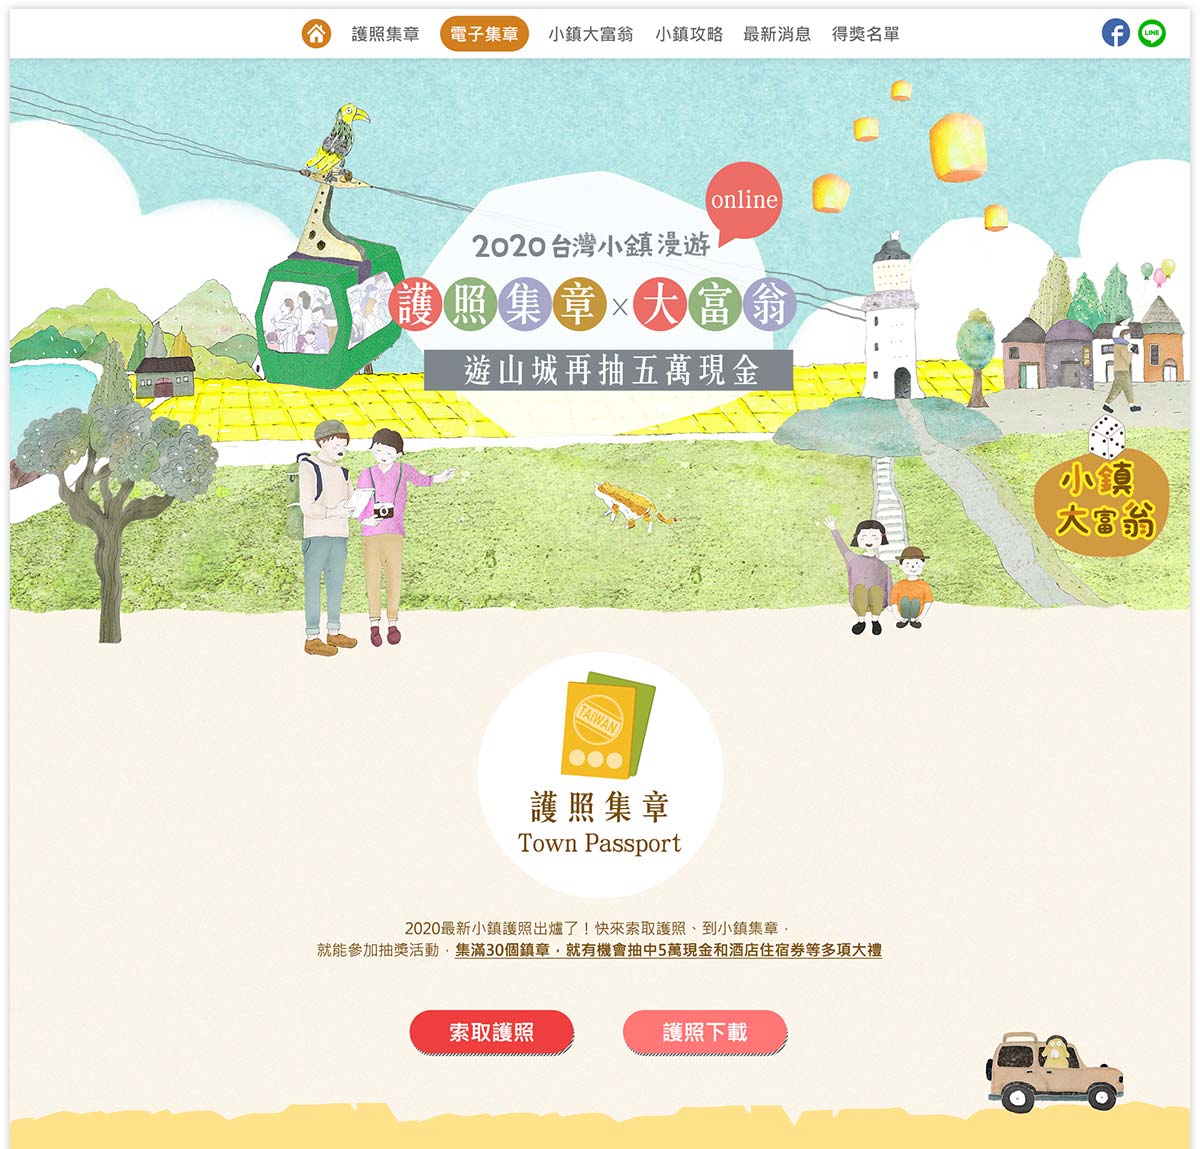 護照集章 電子集章 小鎮大富翁 小鎮攻略 最新消息 得獎名單
LINE
online
2020台灣小鎮漫遊
護照集章×大富翁
遊山城再抽五萬現金
小鎮
大富翁
TAIWAN
護照集章
Town Passport
2020最新小鎮護照出爐了！快來索取護照、到小鎮集章，
就能參加抽獎活動，集滿30個鎮章，就有機會抽中5萬現金和酒店住宿券等多項大禮
索取護照 護照下載